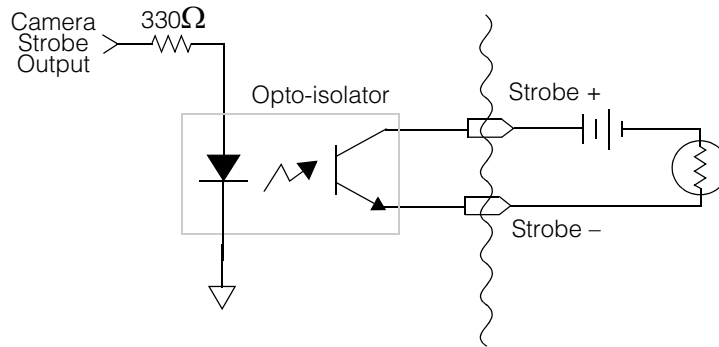 Camera
Strobe
Output
330Ω
Opto-isolator
Strobe +
Strobe –